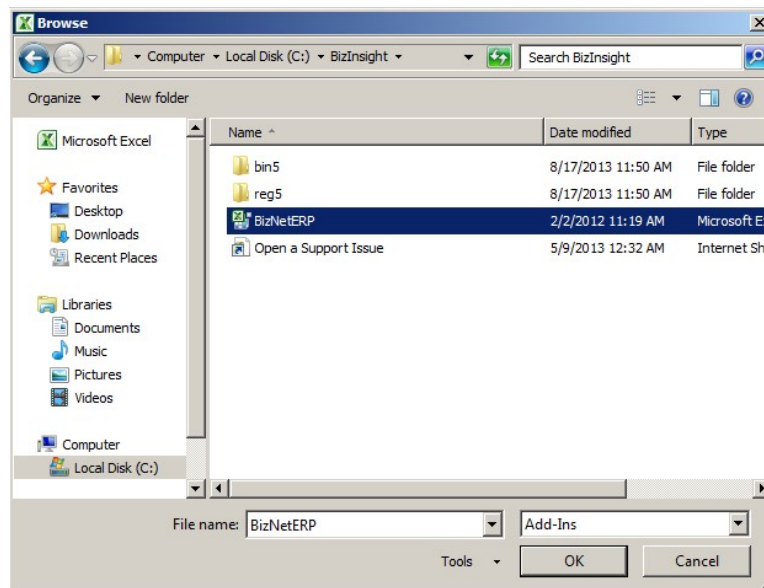 Browse
Computer Local Disk (C:) BizInsight Search BizInsight
Organize New folder
Name Date modified Type
Microsoft Excel
Favorites
Desktop
Downloads
Recent Places
Libraries
Documents
Music
Pictures
Videos
Computer
Local Disk (C:)
bin5 8/17/2013 11:50 AM File folder
reg5 8/17/2013 11:50 AM File folder
BizNetERP 2/2/2012 11:19 AM Microsoft E
Open a Support Issue 5/9/2013 12:32 AM Internet Sh
File name: BizNetERP Add-Ins
Tools OK Cancel